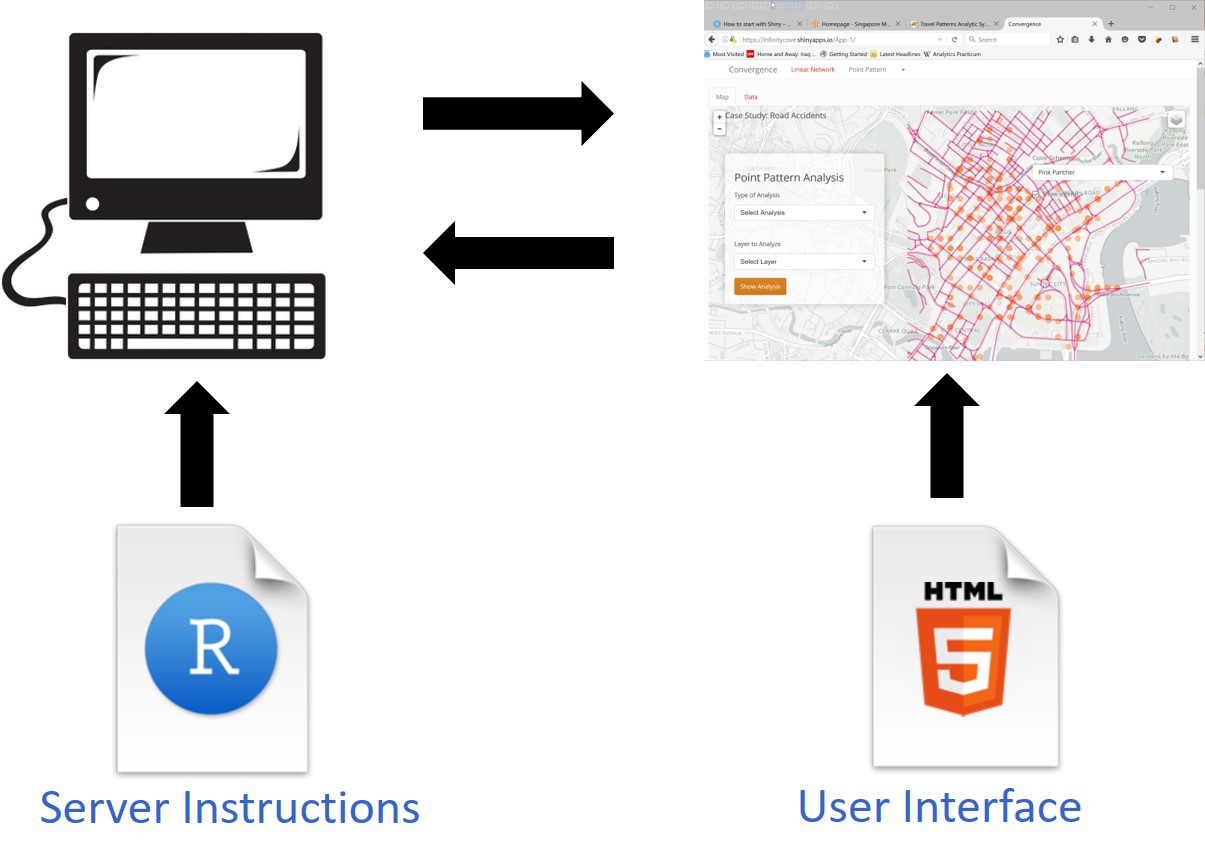 How to start with Shiny – ...
Homepage - Singapore M...
Travel Patterns Analytic Sy...
Convergence
https://infinitycove.shinyapps.io/App-1/
Search
Most Visited
Home and Away: Iraq ...
Getting Started
Latest Headlines
Analytics Practicum
Convergence
Linear Network
Point Pattern
Map
Data
+
−
Case Study: Road Accidents
Color Scheme
Pink Panther
Point Pattern Analysis
Type of Analysis
Select Analysis
Layer to Analyze
Select Layer
Show Analysis
Kallang
Riverside
Park East
CLARKE QUAY
R
HTML
5
Server Instructions
User Interface